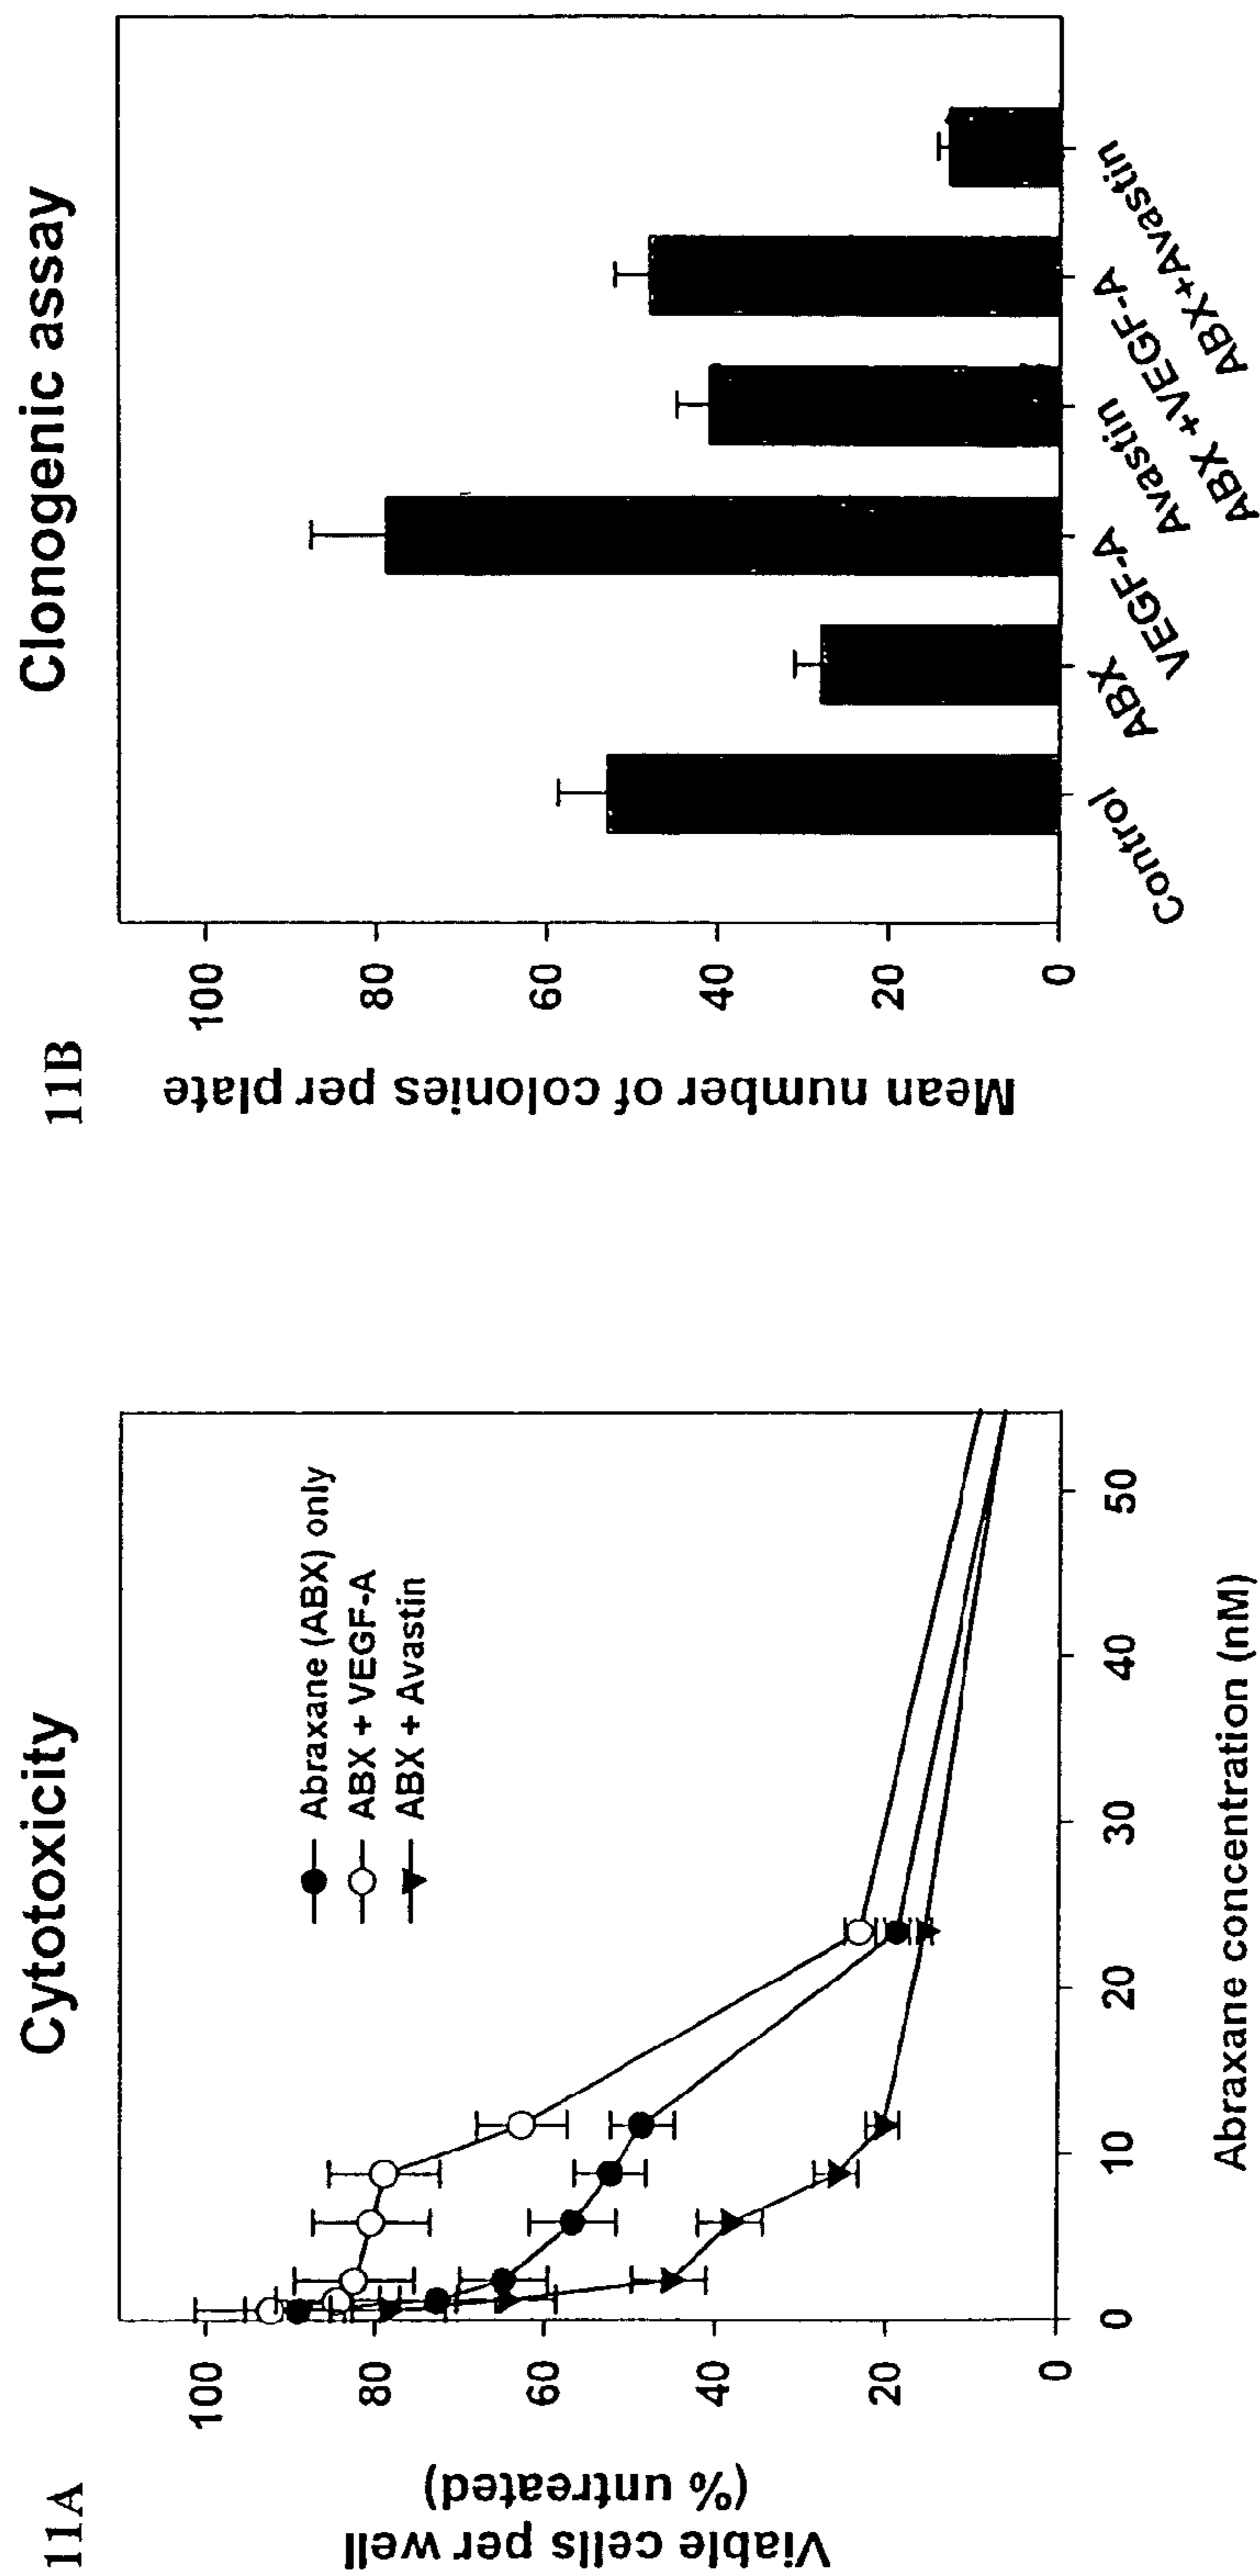 11A
Cytotoxicity
Viable cells per well
(% untreated)
100
80
60
40
20
0
Abraxane (ABX) only
ABX + VEGF-A
ABX + Avastin
0
10
20
30
40
50
Abraxane concentration (nM)
11B
Clonogenic assay
Mean number of colonies per plate
100
80
60
40
20
0
Control
ABX
VEGF-A
Avastin
ABX +VEGF-A
ABX+Avastin